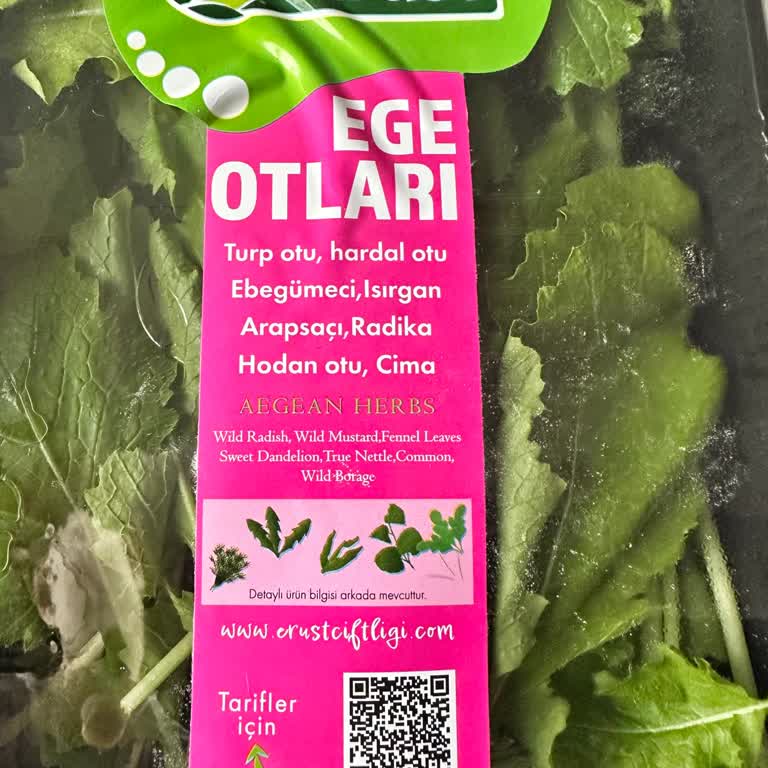 EGE
OTLARI
Turp otu, hardal otu
Ebegümeci,Isırgan
Arapsaçı,Radika
Hodan otu, Cima
AEGEAN HERBS
Wild Radish, Wild Mustard,Fennel Leaves
Sweet Dandelion,True Nettle,Common,
Wild Borage
Detaylı ürün bilgisi arkada mevcuttur.
www.erustciftligi.com
Tarifler
için